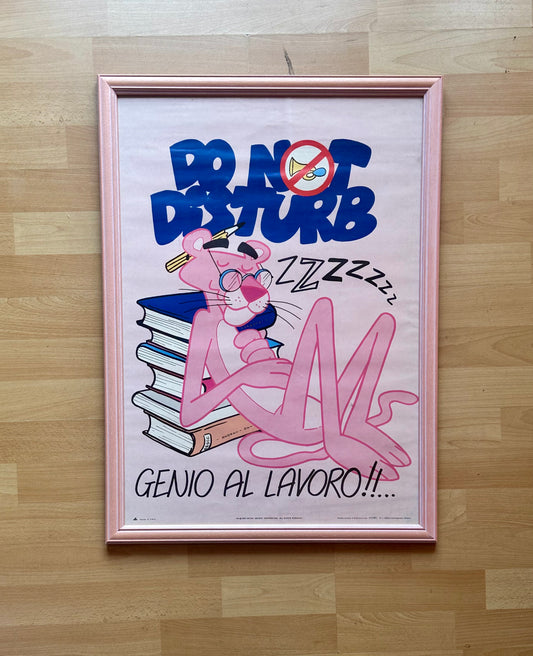 DO NOT
DISTURB
ZZZZZZZ
GENIO AL LAVORO!!...